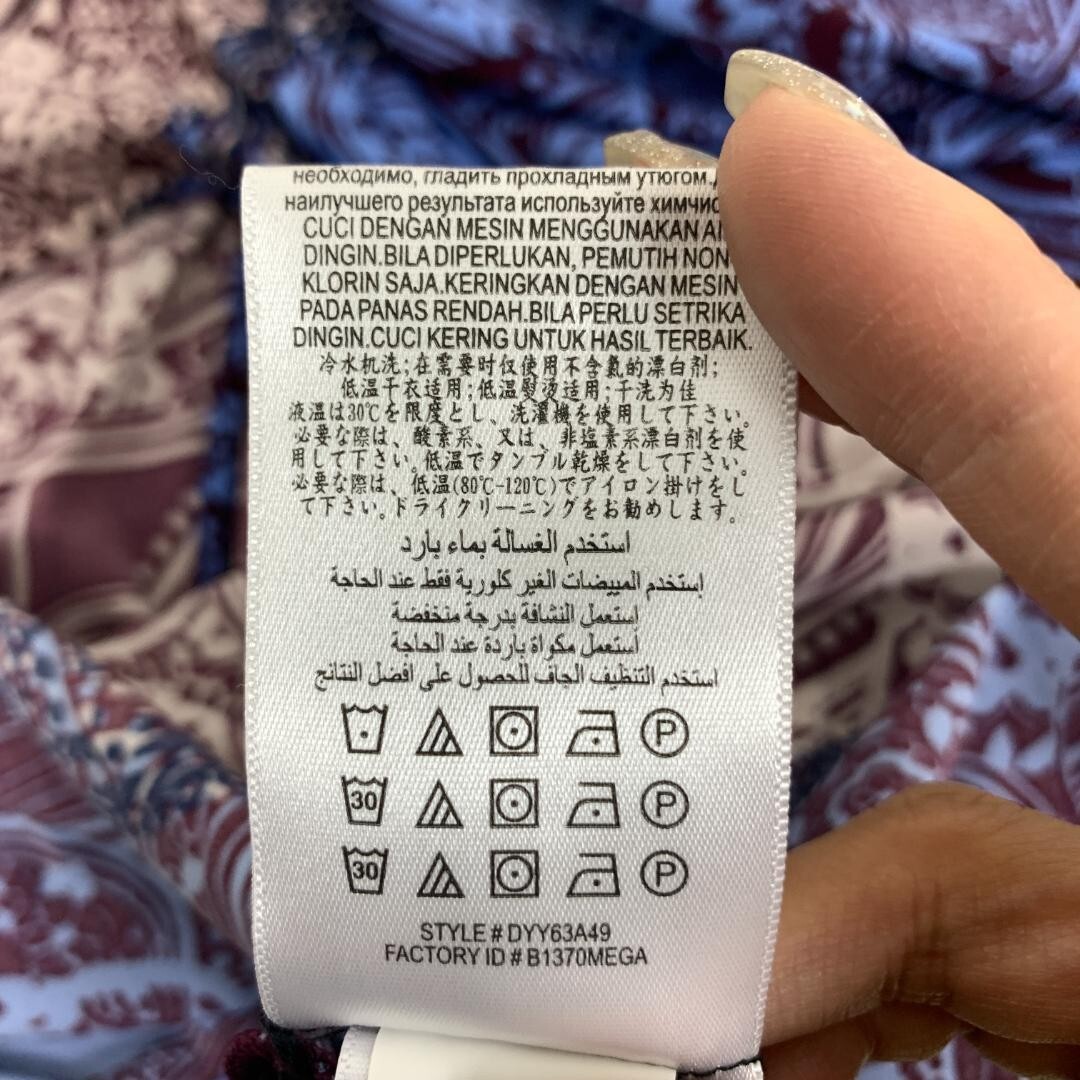 необходимо, гладить прохладным утюгом.
наилучшего результата используйте
CUCI DENGAN MESIN MENGGUNAKAN
DINGIN.BILA DIPERLUKAN, PEMUTIH NON
KLORIN SAJA.KERINGKAN DENGAN MESIN
PADA PANAS RENDAH.BILA PERLU SETRIKA
DINGIN.CUCI KERING UNTUK HASIL TERBAIK.
冷水机洗;在需要时仅使用不含氯的漂白剂;
低温干衣适用;低温熨烫适用;干洗为佳
液温は30℃を限度とし、洗濯機を使用して下さい。
必要な際は、酸素系、又は、非塩素系漂白剤を使
用して下さい。低温でタンブル乾燥をして下さい。
必要な際は、低温(80℃-120℃)でアイロン掛けをし
て下さい。ドライクリーニングをお勧めします。
استخدم الغسالة بماء بارد
إستخدم المبيضات الغير كلورية فقط عند الحاجة
إستعمل النشافة بدرجة منخفضة
أستعمل مكواة باردة عند الحاجة
استخدم التنظيف الجاف للحصول على افضل النتائج
P
30 P
30 P
STYLE # DYY63A49
FACTORY ID # B1370MEGA